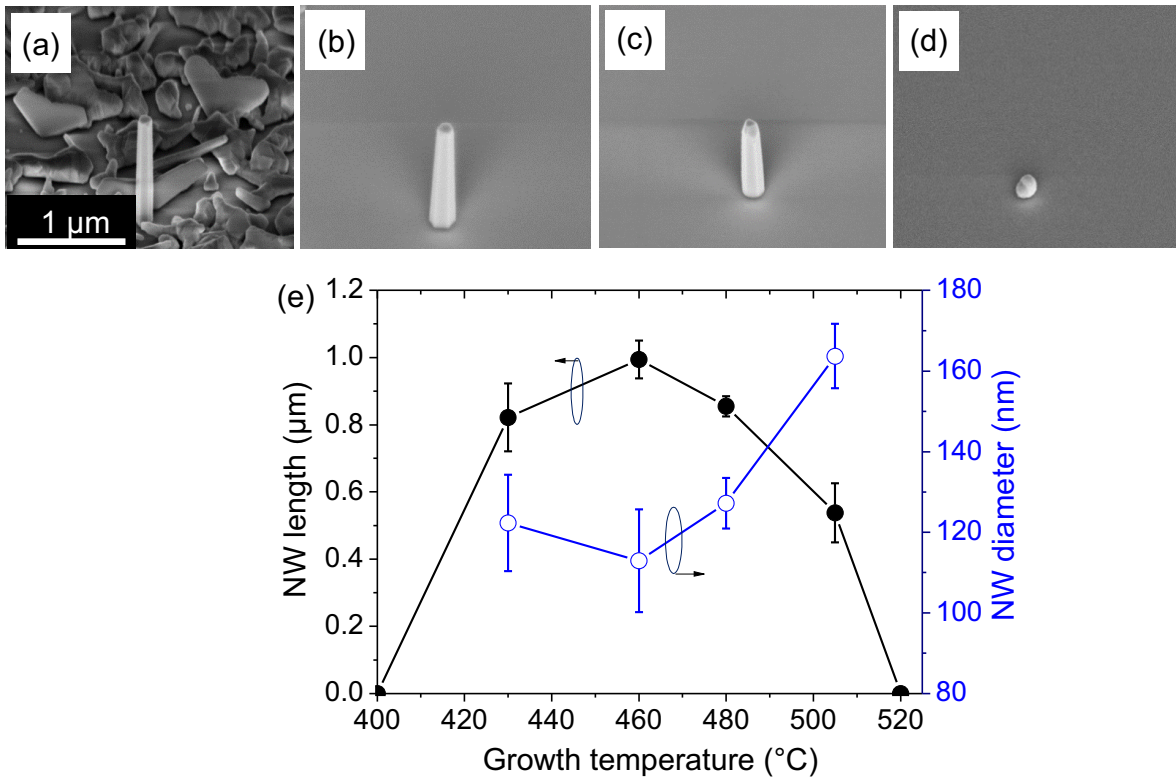 (a)
(b)
(c)
(d)
1 μm
(e)
1.2
1.0
0.8
0.6
0.4
0.2
0.0
NW length (μm)
180
160
140
120
100
80
NW diameter (nm)
400 420 440 460 480 500 520
Growth temperature (°C)